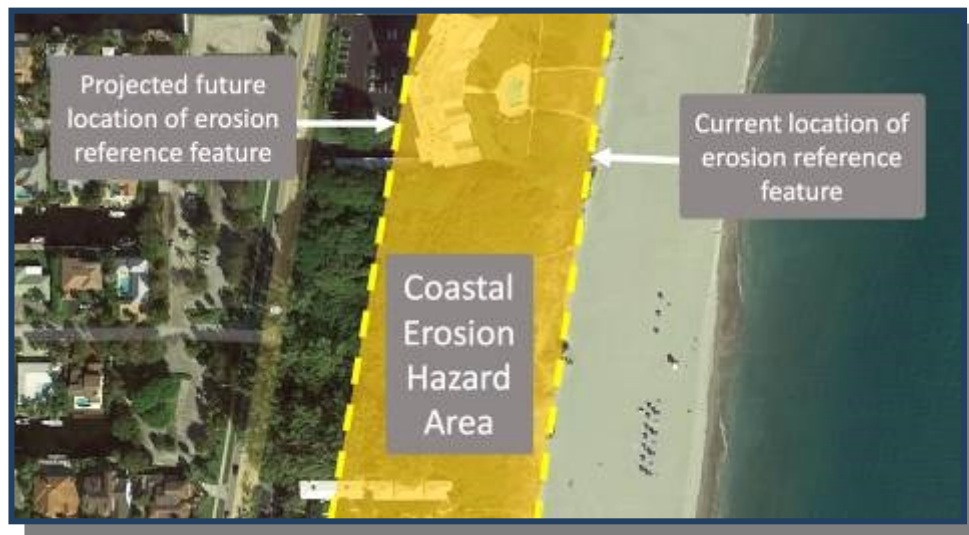 Projected future
location of erosion
reference feature
Current location of
erosion reference
feature
Coastal
Erosion
Hazard
Area